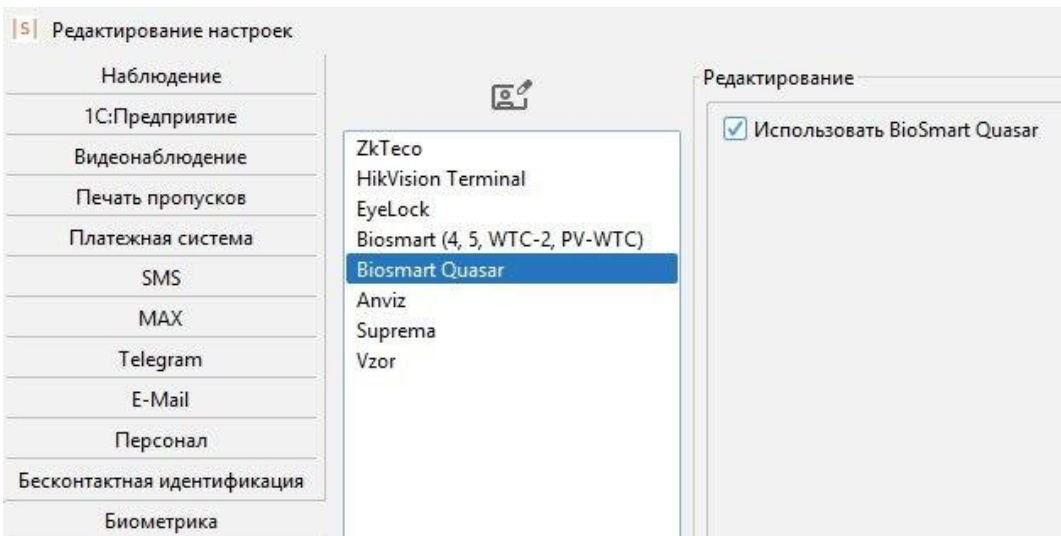 |S| Редактирование настроек
Наблюдение
1С:Предприятие
Видеонаблюдение
Печать пропусков
Платежная система
SMS
MAX
Telegram
E-Mail
Персонал
Бесконтактная идентификация
Биометрика
ZkTeco
HikVision Terminal
EyeLock
Biosmart (4, 5, WTC-2, PV-WTC)
Biosmart Quasar
Anviz
Suprema
Vzor
Редактирование
Использовать BioSmart Quasar